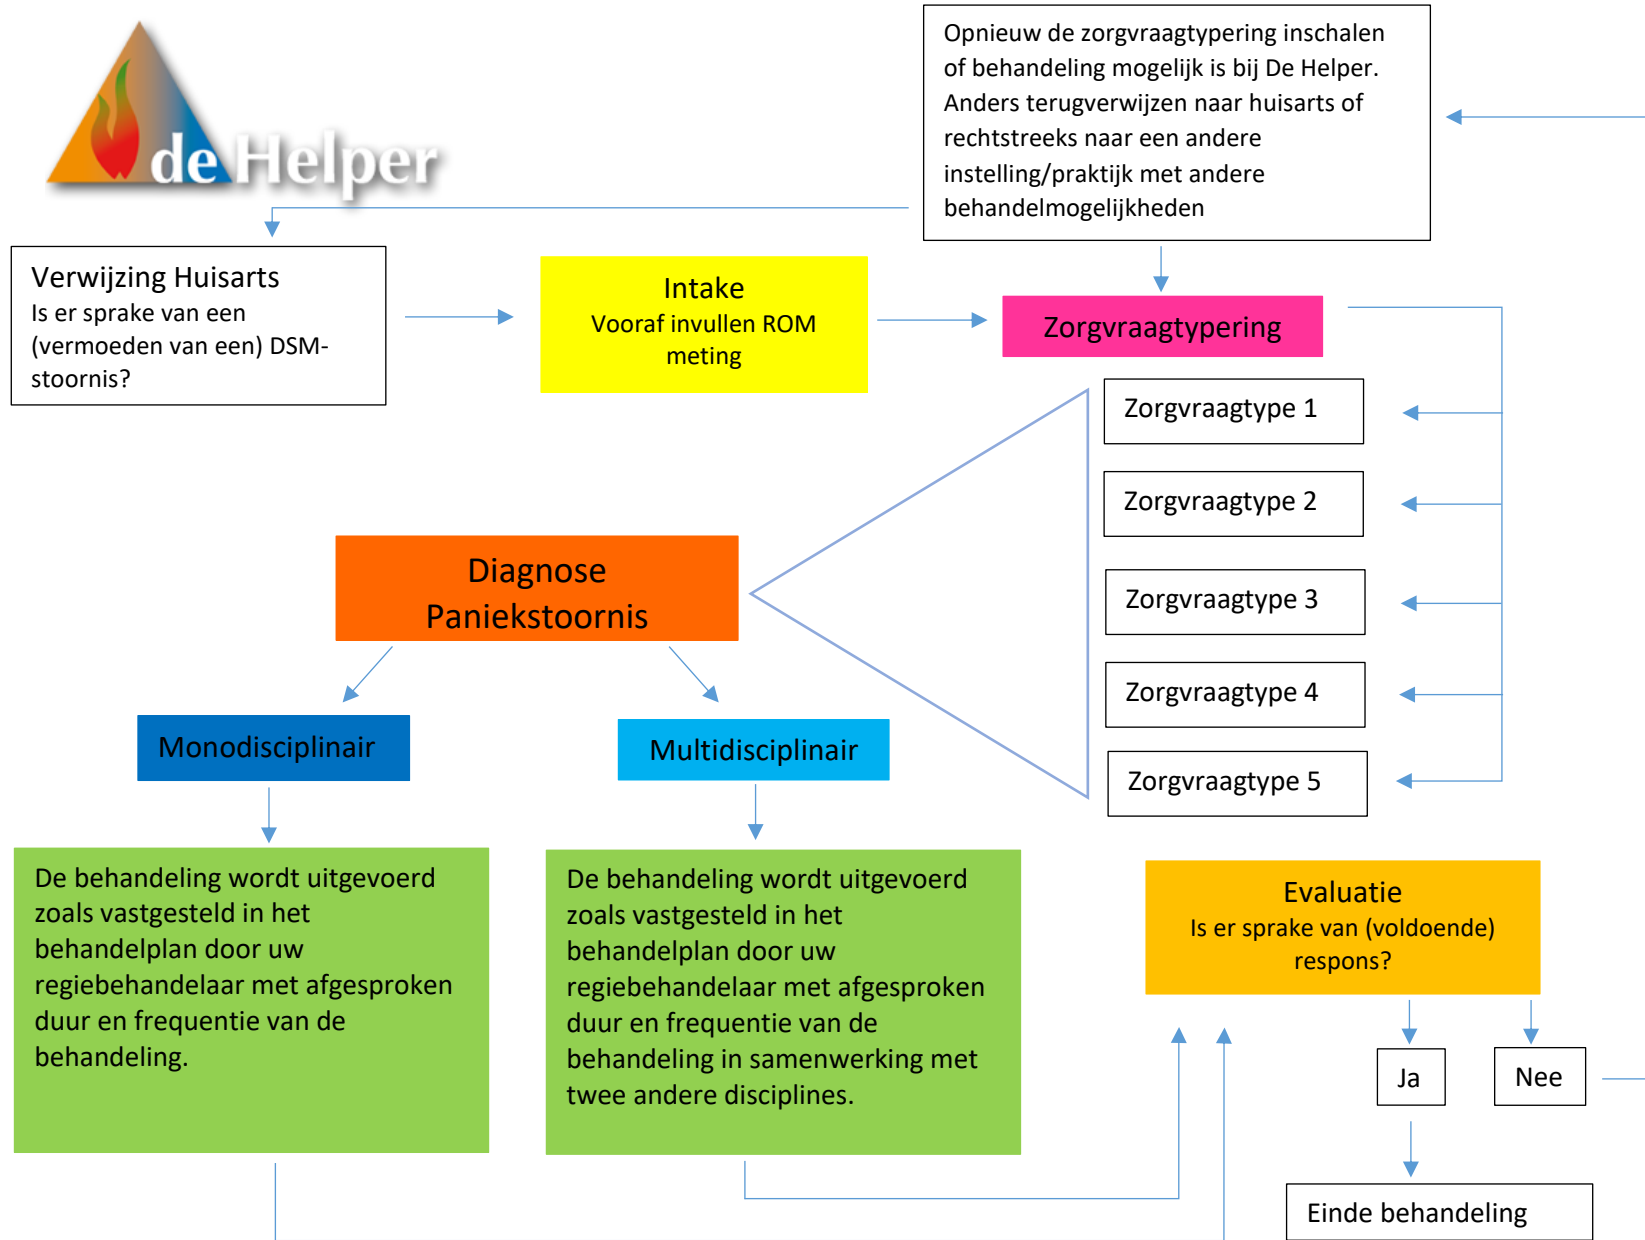 de Helper
Opnieuw de zorgvraagtypering inschalen
of behandeling mogelijk is bij De Helper.
Anders terugverwijzen naar huisarts of
rechtstreeks naar een andere
instelling/praktijk met andere
behandelmogelijkheden
Verwijzing Huisarts
Is er sprake van een
(vermoeden van een) DSM-
stoornis?
Intake
Vooraf invullen ROM
meting
Zorgvraagtypering
Zorgvraagtype 1
Zorgvraagtype 2
Zorgvraagtype 3
Zorgvraagtype 4
Zorgvraagtype 5
Diagnose
Paniekstoornis
Monodisciplinair
Multidisciplinair
De behandeling wordt uitgevoerd
zoals vastgesteld in het
behandelplan door uw
regiebehandelaar met afgesproken
duur en frequentie van de
behandeling.
De behandeling wordt uitgevoerd
zoals vastgesteld in het
behandelplan door uw
regiebehandelaar met afgesproken
duur en frequentie van de
behandeling in samenwerking met
twee andere disciplines.
Evaluatie
Is er sprake van (voldoende)
respons?
Ja
Nee
Einde behandeling